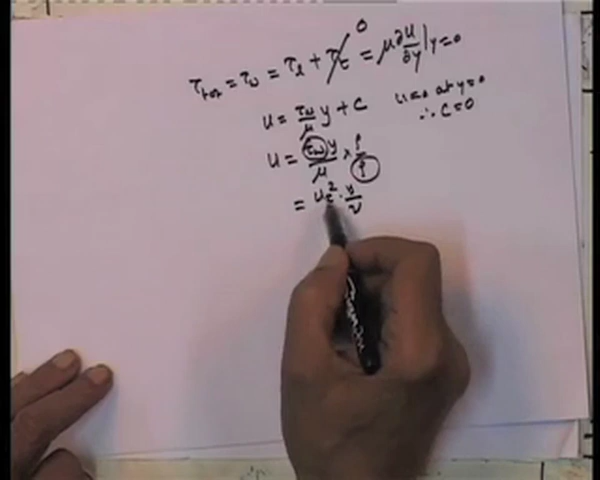 τ_tot = τ_w = τ_l + τ_t 0 = μ ∂u/∂y | y=0
u = τ_w/μ y + c u=0 at y=0
∴ c=0
u = τ_w y/μ × ρ/ρ
= u_τ² · y/ν